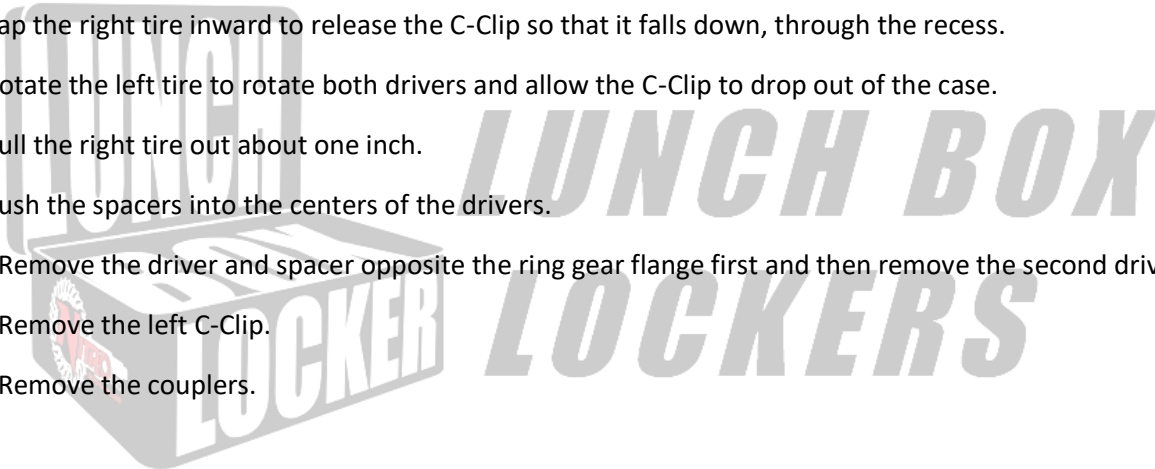 ap the right tire inward to release the C-Clip so that it falls down, through the recess.
otate the left tire to rotate both drivers and allow the C-Clip to drop out of the case.
ull the right tire out about one inch.
ush the spacers into the centers of the drivers.
Remove the driver and spacer opposite the ring gear flange first and then remove the second driv
Remove the left C-Clip.
Remove the couplers.
LUNCH BOX
LOCKERS
LUNCH
BOX
LOCKER